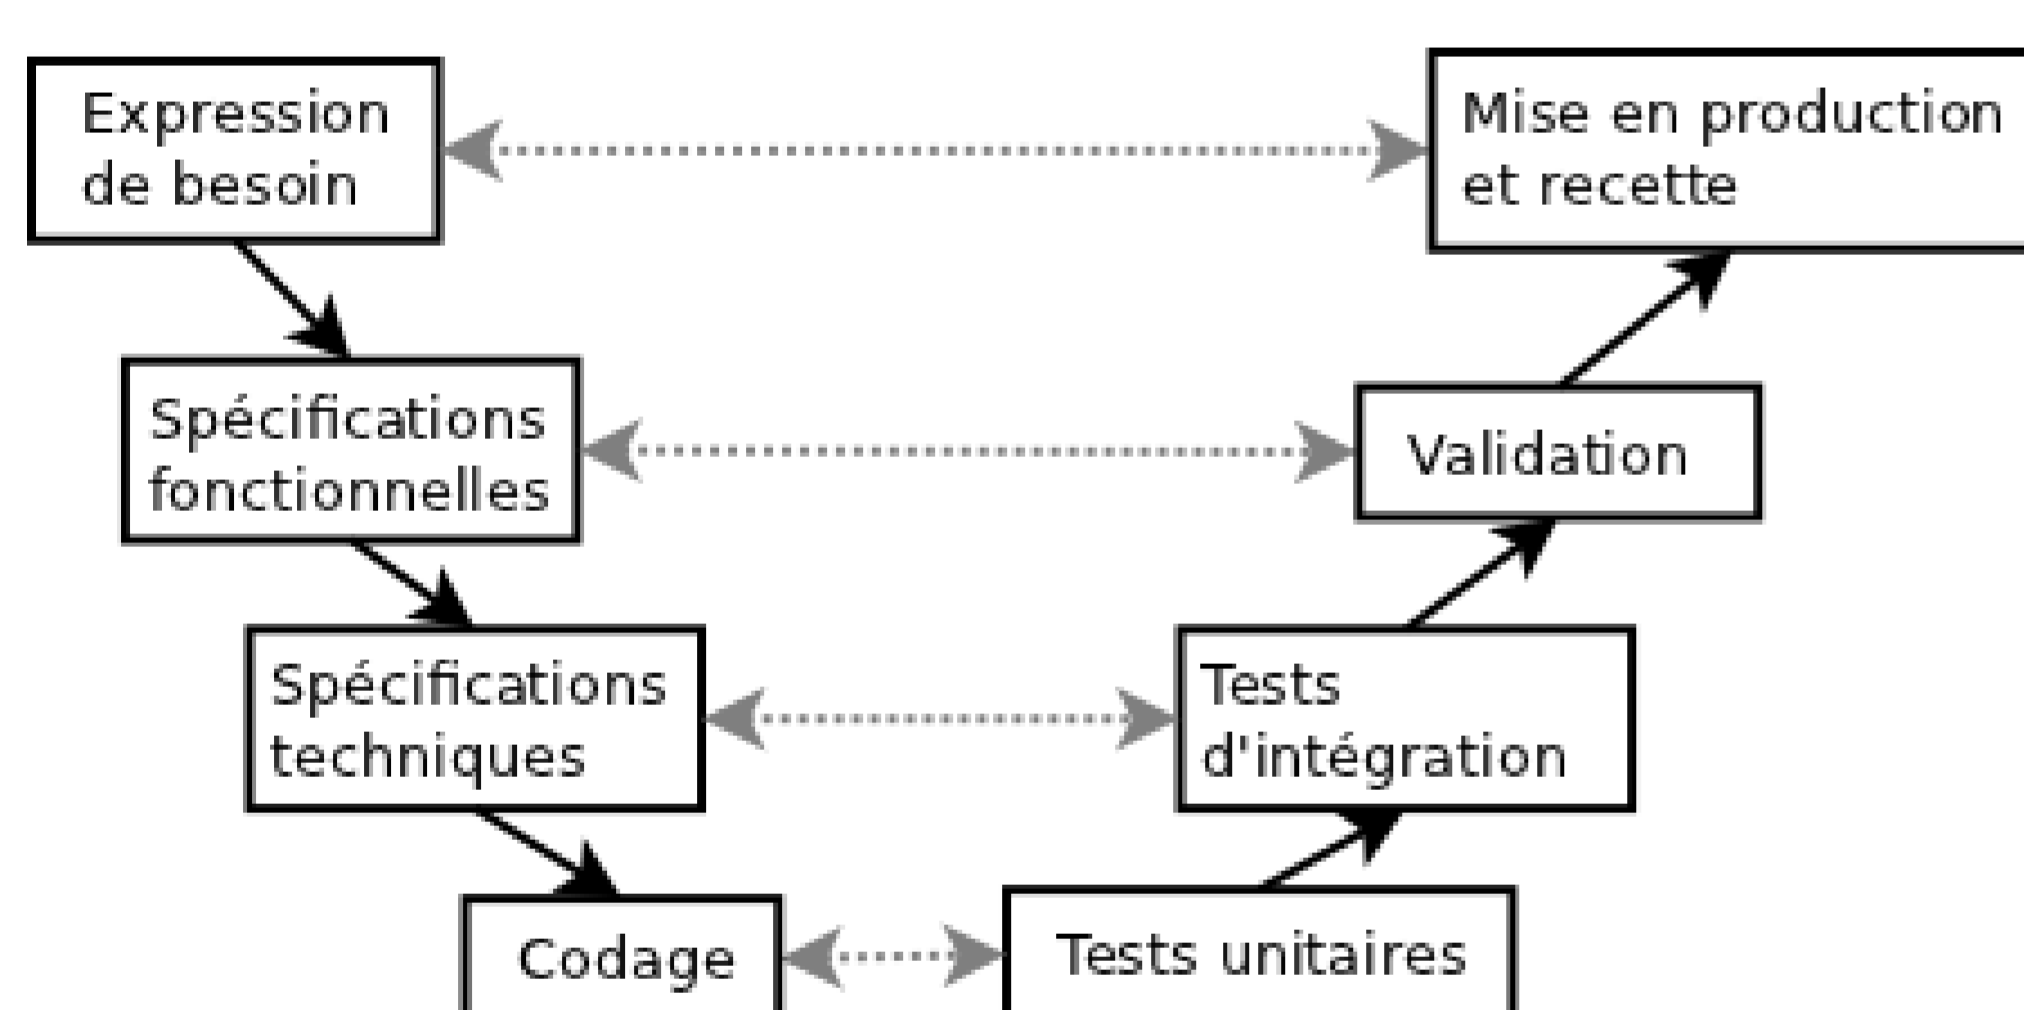 Expression
de besoin
Mise en production
et recette
Spécifications
fonctionnelles
Validation
Spécifications
techniques
Tests
d'intégration
Codage
Tests unitaires